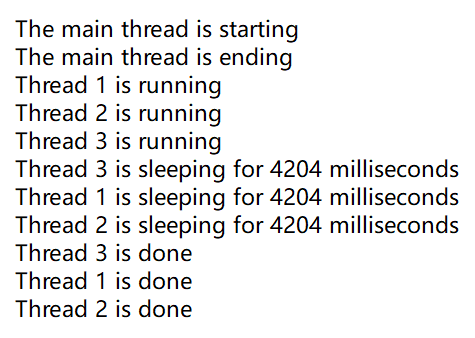 The main thread is starting
The main thread is ending
Thread 1 is running
Thread 2 is running
Thread 3 is running
Thread 3 is sleeping for 4204 milliseconds
Thread 1 is sleeping for 4204 milliseconds
Thread 2 is sleeping for 4204 milliseconds
Thread 3 is done
Thread 1 is done
Thread 2 is done